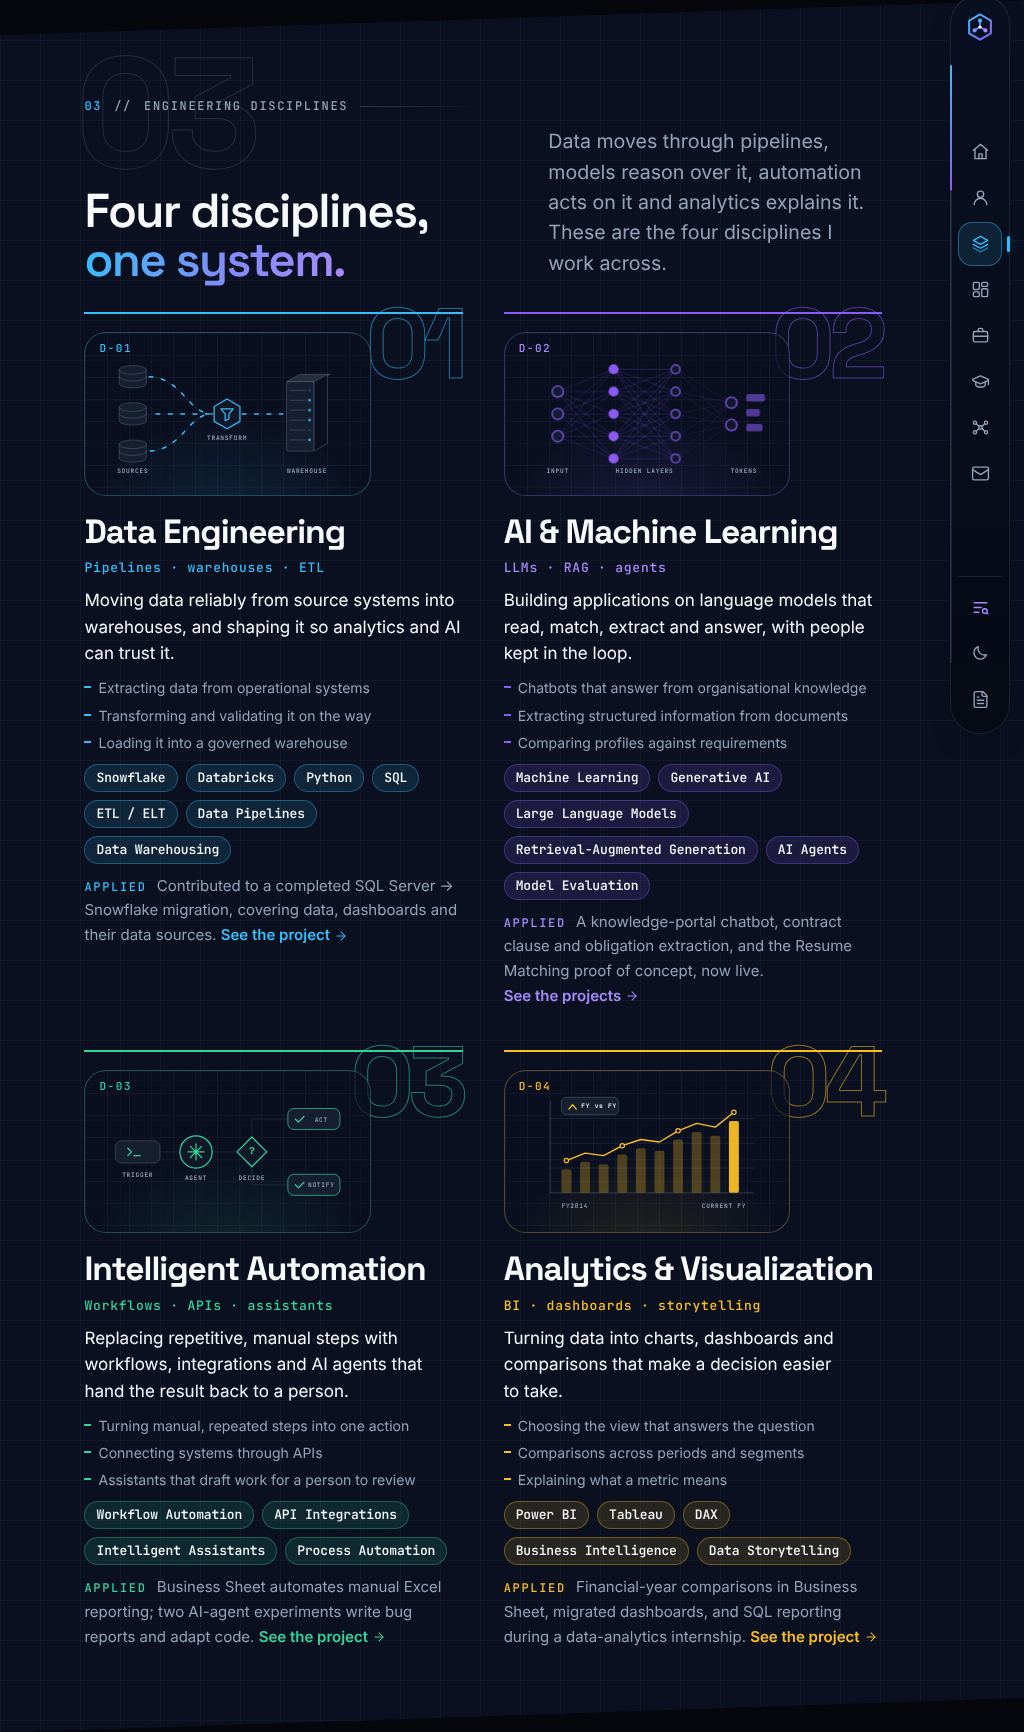 03
03 // ENGINEERING DISCIPLINES
Four disciplines,
one system.
Data moves through pipelines,
models reason over it, automation
acts on it and analytics explains it.
These are the four disciplines I
work across.
01
D-01
TRANSFORM
SOURCES
WAREHOUSE
Data Engineering
Pipelines · warehouses · ETL
Moving data reliably from source systems into
warehouses, and shaping it so analytics and AI
can trust it.
Extracting data from operational systems
Transforming and validating it on the way
Loading it into a governed warehouse
Snowflake Databricks Python SQL
ETL / ELT Data Pipelines
Data Warehousing
APPLIED Contributed to a completed SQL Server →
Snowflake migration, covering data, dashboards and
their data sources. See the project →
02
D-02
INPUT HIDDEN LAYERS TOKENS
AI & Machine Learning
LLMs · RAG · agents
Building applications on language models that
read, match, extract and answer, with people
kept in the loop.
Chatbots that answer from organisational knowledge
Extracting structured information from documents
Comparing profiles against requirements
Machine Learning Generative AI
Large Language Models
Retrieval-Augmented Generation AI Agents
Model Evaluation
APPLIED A knowledge-portal chatbot, contract
clause and obligation extraction, and the Resume
Matching proof of concept, now live.
See the projects →
03
D-03
ACT
?
TRIGGER AGENT DECIDE
NOTIFY
Intelligent Automation
Workflows · APIs · assistants
Replacing repetitive, manual steps with
workflows, integrations and AI agents that
hand the result back to a person.
Turning manual, repeated steps into one action
Connecting systems through APIs
Assistants that draft work for a person to review
Workflow Automation API Integrations
Intelligent Assistants Process Automation
APPLIED Business Sheet automates manual Excel
reporting; two AI-agent experiments write bug
reports and adapt code. See the project →
04
D-04
FY vs FY
FY2014 CURRENT FY
Analytics & Visualization
BI · dashboards · storytelling
Turning data into charts, dashboards and
comparisons that make a decision easier
to take.
Choosing the view that answers the question
Comparisons across periods and segments
Explaining what a metric means
Power BI Tableau DAX
Business Intelligence Data Storytelling
APPLIED Financial-year comparisons in Business
Sheet, migrated dashboards, and SQL reporting
during a data-analytics internship. See the project →